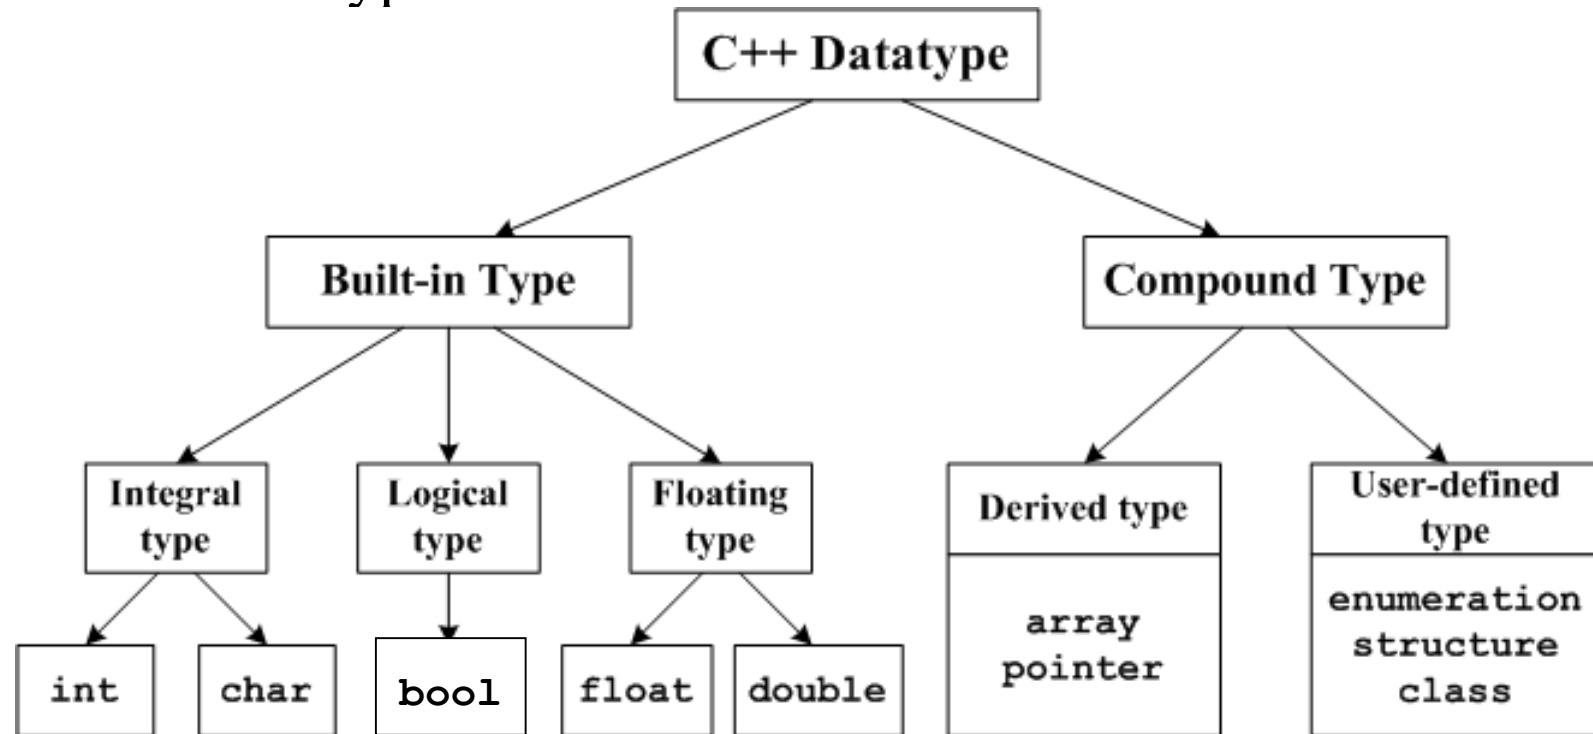 C++ Datatype
Built-in Type
Compound Type
Integral
type
Logical
type
Floating
type
Derived type
User-defined
type
int
char
bool
float
double
array
pointer
enumeration
structure
class